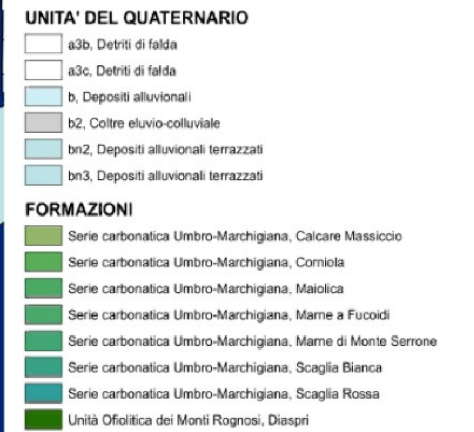 UNITA' DEL QUATERNARIO
a3b, Detriti di falda
a3c, Detriti di falda
b, Depositi alluvionali
b2, Coltre eluvio-colluviale
bn2, Depositi alluvionali terrazzati
bn3, Depositi alluvionali terrazzati
FORMAZIONI
Serie carbonatica Umbro-Marchigiana, Calcare Massiccio
Serie carbonatica Umbro-Marchigiana, Corniola
Serie carbonatica Umbro-Marchigiana, Maiolica
Serie carbonatica Umbro-Marchigiana, Marne a Fucoidi
Serie carbonatica Umbro-Marchigiana, Marne di Monte Serrone
Serie carbonatica Umbro-Marchigiana, Scaglia Bianca
Serie carbonatica Umbro-Marchigiana, Scaglia Rossa
Unità Ofiolitica dei Monti Rognosi, Diaspri